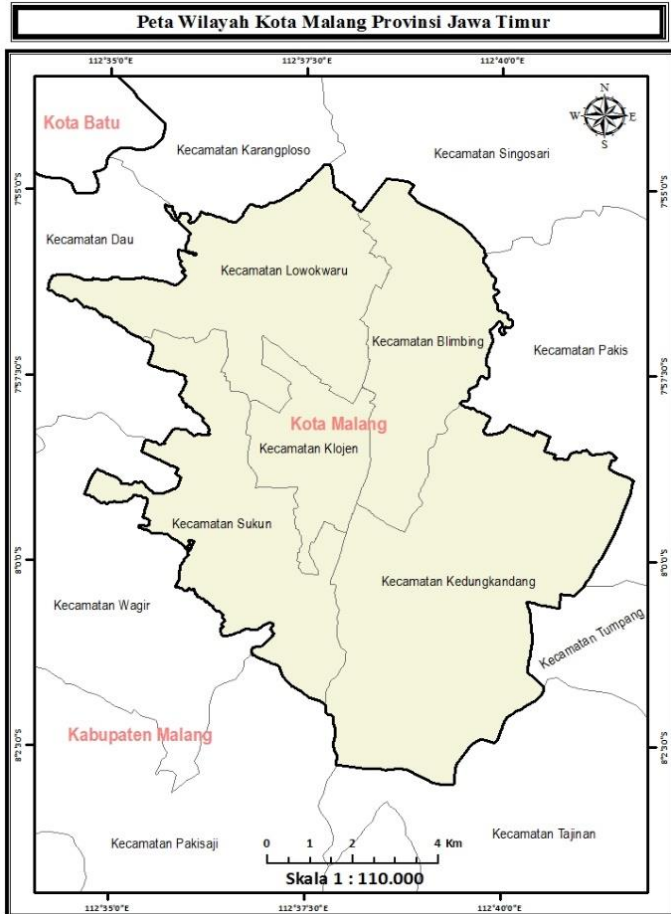 Peta Wilayah Kota Malang Provinsi Jawa Timur
112°35'0"E 112°37'30"E 112°40'0"E
N
W E
S
Kota Batu
Kecamatan Karangploso
Kecamatan Singosari
7°55'0"S 7°55'0"S
Kecamatan Dau
Kecamatan Lowokwaru
Kecamatan Blimbing
Kecamatan Pakis
7°57'30"S 7°57'30"S
Kota Malang
Kecamatan Klojen
Kecamatan Sukun
8°0'0"S 8°0'0"S
Kecamatan Kedungkandang
Kecamatan Wagir
Kecamatan Tumpang
Kabupaten Malang
8°2'30"S 8°2'30"S
Kecamatan Pakisaji
Kecamatan Tajinan
0 1 2 4 Km
Skala 1 : 110.000
112°35'0"E 112°37'30"E 112°40'0"E